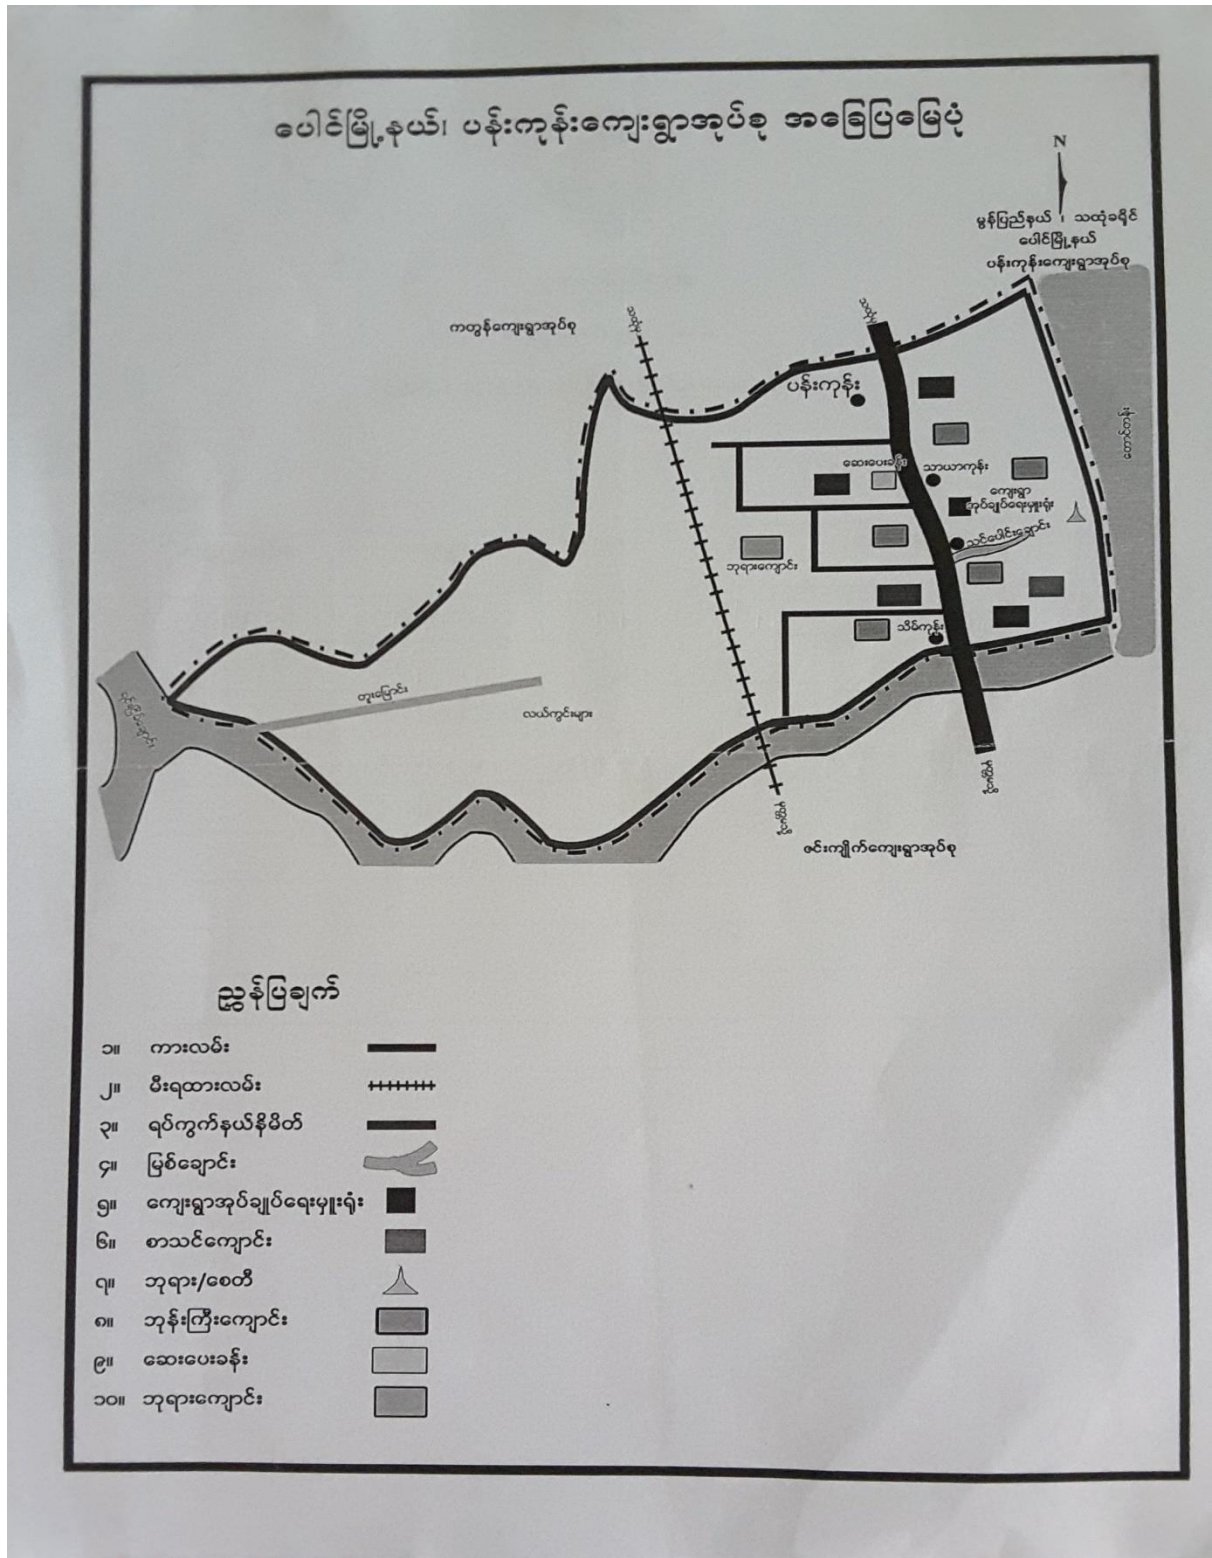 ပေါင်မြို့နယ်၊ ပန်းကုန်းကျေးရွာအုပ်စု အခြေပြမြေပုံ
N
မွန်ပြည်နယ် ၊ သထုံခရိုင်
ပေါင်မြို့နယ်
ပန်းကုန်းကျေးရွာအုပ်စု
ကတွန်ကျေးရွာအုပ်စု
ပန်းကုန်း
တောင်တန်း
ဆေးပေးခန်း
သာယာကုန်း
ကျေးရွာ
အုပ်ချုပ်ရေးမှူးရုံး
သင်ပေါင်းချောင်း
ဘုရားကျောင်း
သိမ်ကုန်း
တူးမြောင်း
လယ်ကွင်းများ
ဇင်းကျိုက်ကျေးရွာအုပ်စု
ညွှန်ပြချက်
၁။ ကားလမ်း
၂။ မီးရထားလမ်း
၃။ ရပ်ကွက်နယ်နိမိတ်
၄။ မြစ်ချောင်း
၅။ ကျေးရွာအုပ်ချုပ်ရေးမှူးရုံး
၆။ စာသင်ကျောင်း
၇။ ဘုရား/စေတီ
၈။ ဘုန်းကြီးကျောင်း
၉။ ဆေးပေးခန်း
၁၀။ ဘုရားကျောင်း